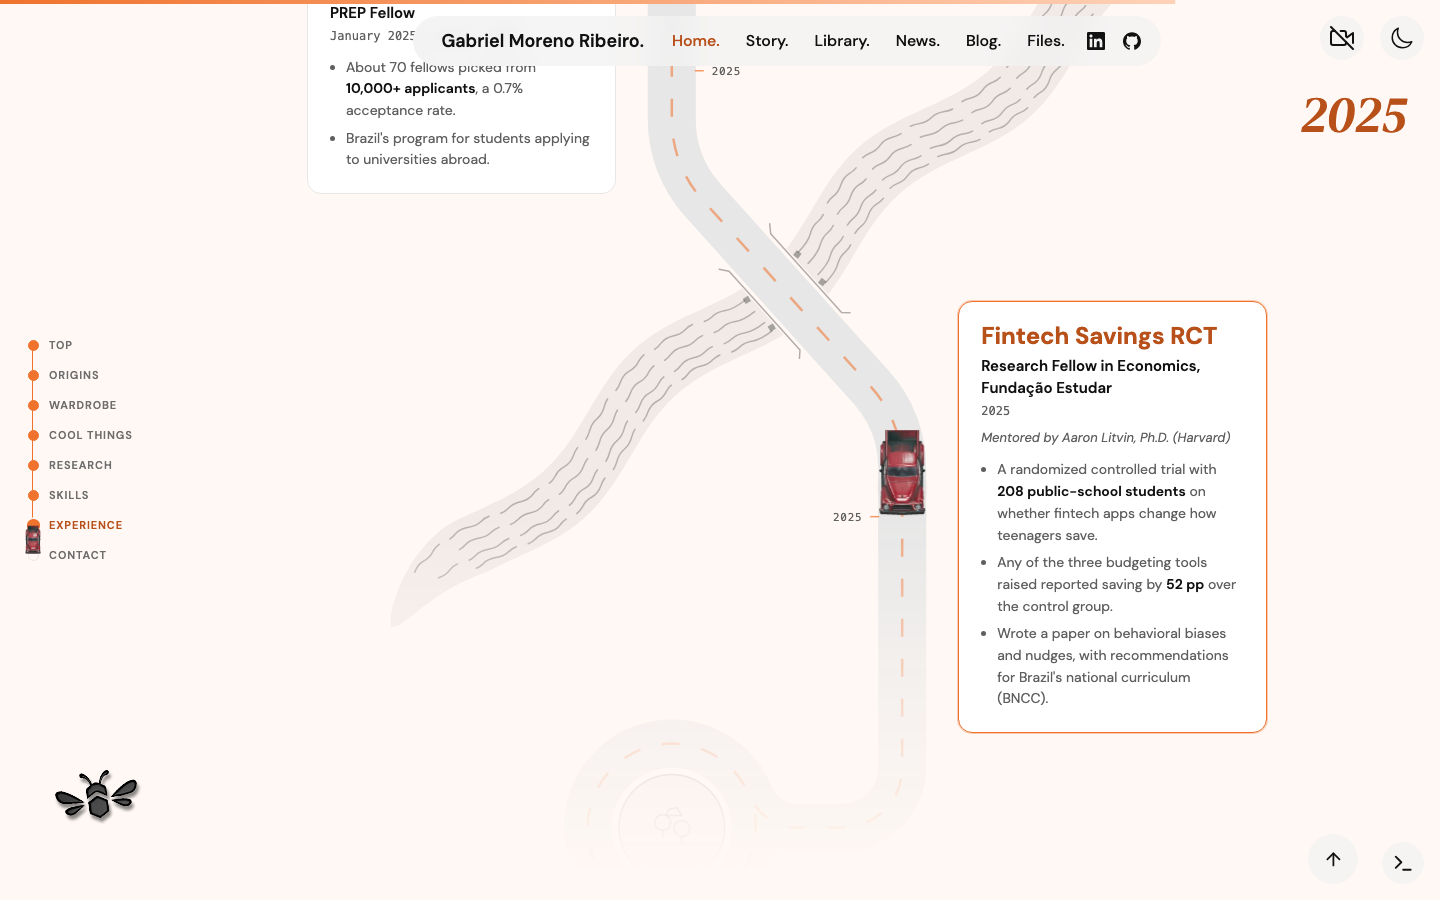 PREP Fellow
January 2025
Gabriel Moreno Ribeiro. Home. Story. Library. News. Blog. Files.
About 70 fellows picked from
10,000+ applicants, a 0.7%
acceptance rate.
Brazil's program for students applying
to universities abroad.
2025
2025
TOP
ORIGINS
WARDROBE
COOL THINGS
RESEARCH
SKILLS
EXPERIENCE
CONTACT
2025
Fintech Savings RCT
Research Fellow in Economics,
Fundação Estudar
2025
Mentored by Aaron Litvin, Ph.D. (Harvard)
A randomized controlled trial with
208 public-school students on
whether fintech apps change how
teenagers save.
Any of the three budgeting tools
raised reported saving by 52 pp over
the control group.
Wrote a paper on behavioral biases
and nudges, with recommendations
for Brazil's national curriculum
(BNCC).